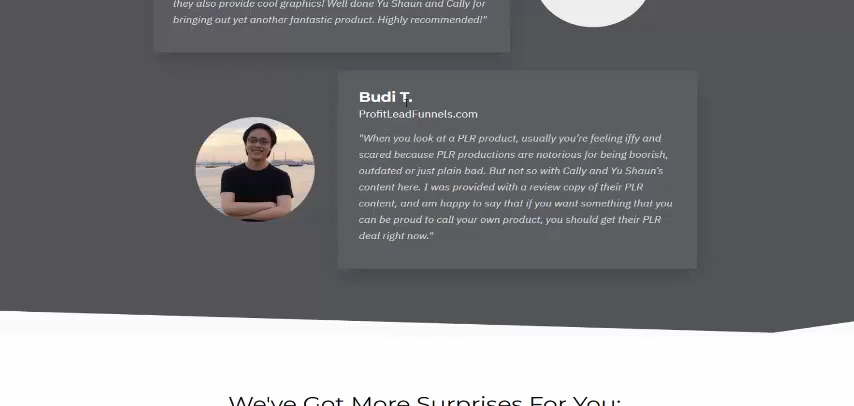 they also provide cool graphics! Well done Yu Shaun and Cally for
bringing out yet another fantastic product. Highly recommended!"
Budi T.
ProfitLeadFunnels.com
"When you look at a PLR product, usually you're feeling iffy and
scared because PLR productions are notorious for being boorish,
outdated or just plain bad. But not so with Cally and Yu Shaun's
content here. I was provided with a review copy of their PLR
content, and am happy to say that if you want something that you
can be proud to call your own product, you should get their PLR
deal right now."
We've Got More Surprises For You: